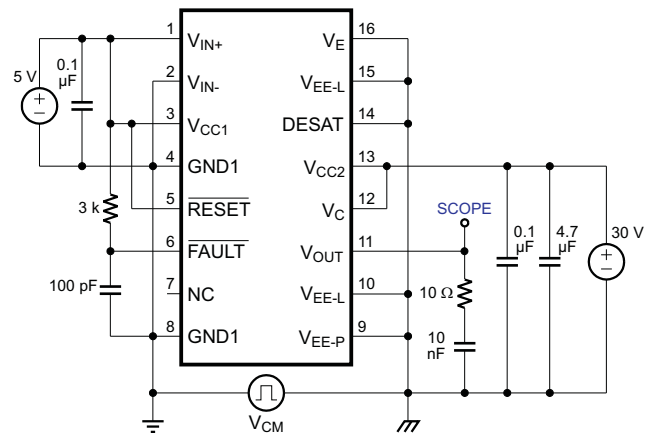 1 V_IN+ V_E 16
2 V_IN- V_EE-L 15
3 V_CC1 DESAT 14
4 GND1 V_CC2 13
5 RESET V_C 12
6 FAULT V_OUT 11
7 NC V_EE-L 10
8 GND1 V_EE-P 9
5 V
+
–
0.1
µF
3 k
100 pF
V_CM
SCOPE
10 Ω
10
nF
0.1
µF
4.7
µF
30 V
+
–